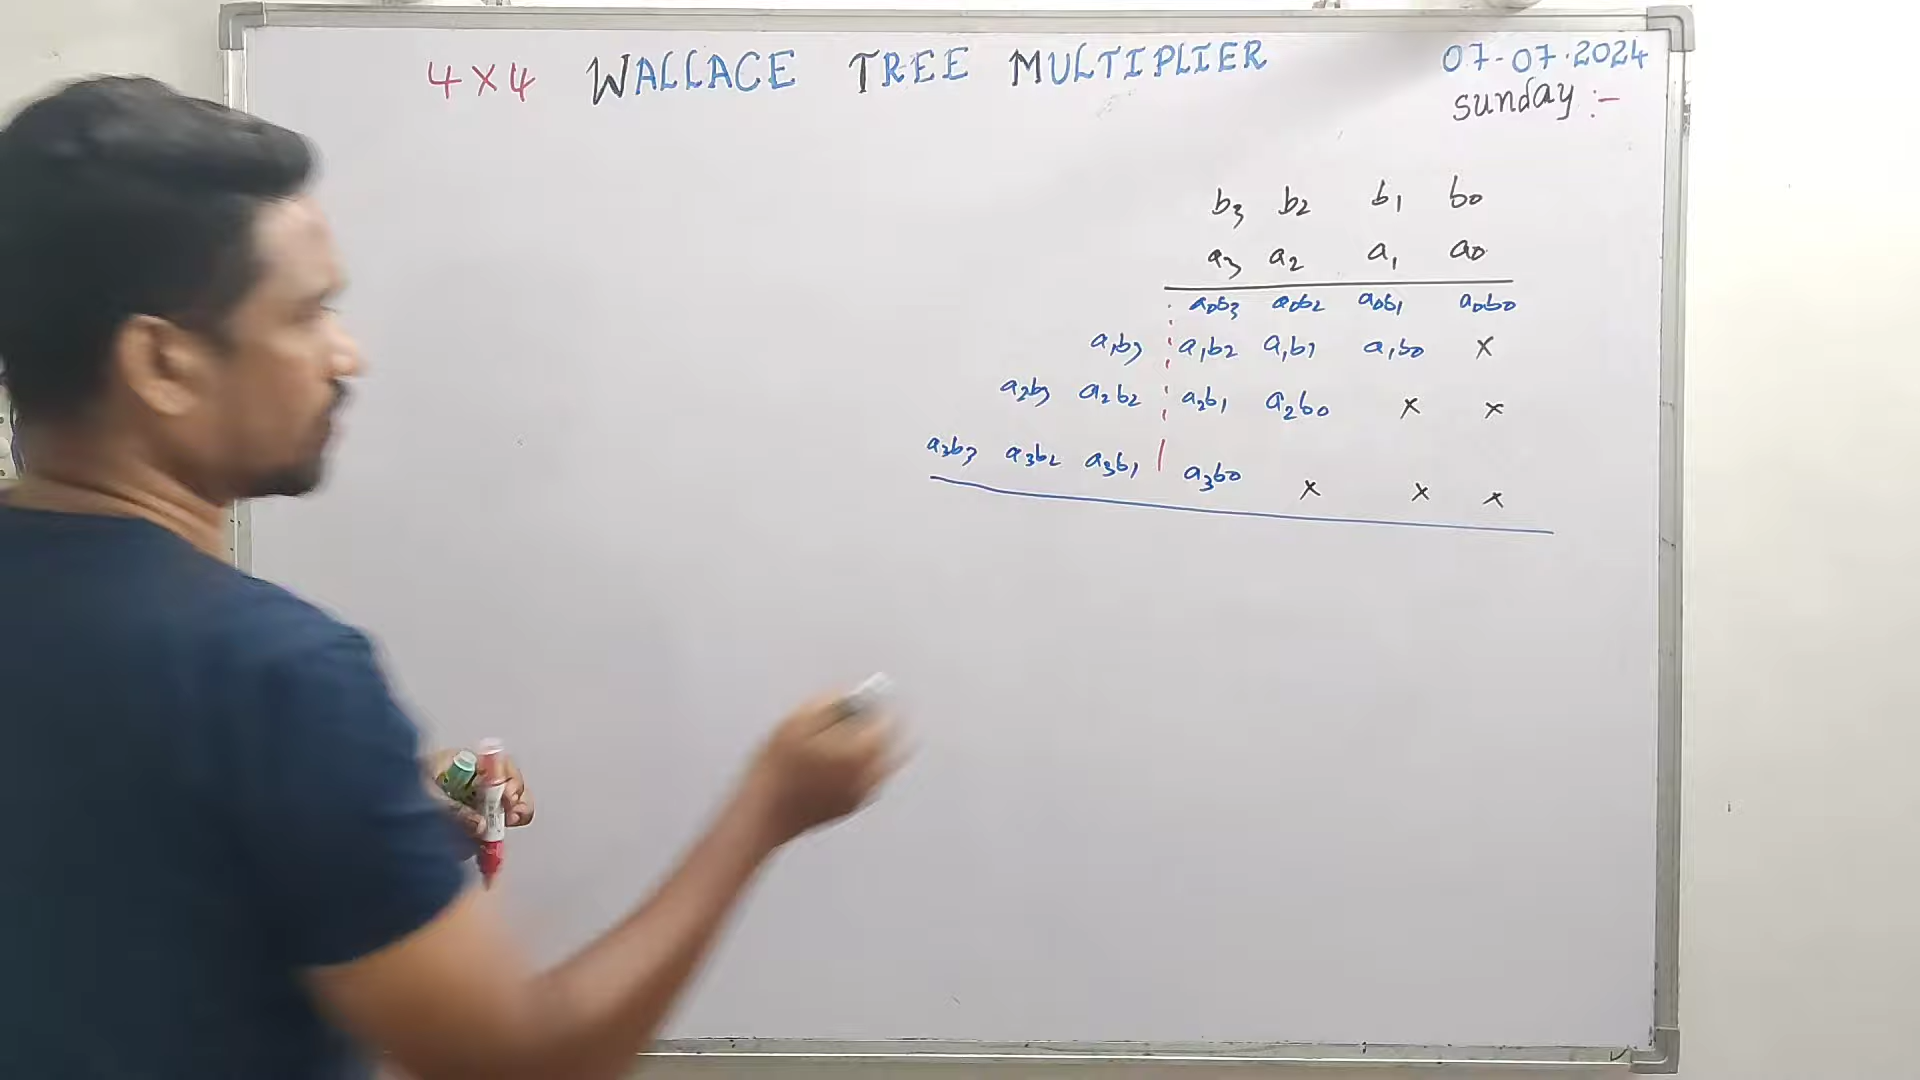 4×4 WALLACE TREE MULTIPLIER
07-07-2024
sunday :-
b3 b2 b1 b0
a3 a2 a1 a0
a0b3 a0b2 a0b1 a0b0
a1b3 a1b2 a1b1 a1b0 ×
a2b3 a2b2 a2b1 a2b0 × ×
a3b3 a3b2 a3b1 a3b0 × × ×